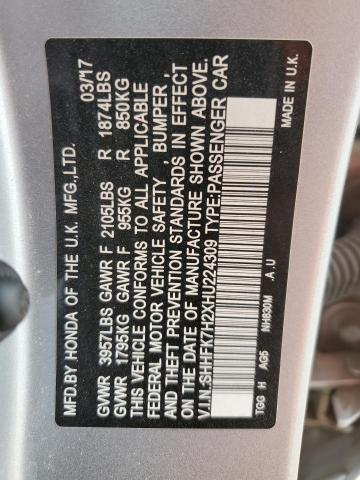 MFD.BY HONDA OF THE U.K. MFG.,LTD. 03/17
GVWR 3957LBS GAWR F 2105LBS R 1874LBS
GVWR 1795KG GAWR F 955KG R 850KG
THIS VEHICLE CONFORMS TO ALL APPLICABLE
FEDERAL MOTOR VEHICLE SAFETY, BUMPER,
AND THEFT PREVENTION STANDARDS IN EFFECT
ON THE DATE OF MANUFACTURE SHOWN ABOVE.
V.I.N.:SHHFK7H2XHU224309 TYPE:PASSENGER CAR
TGG H AG5 NH830M .A.U MADE IN U.K.